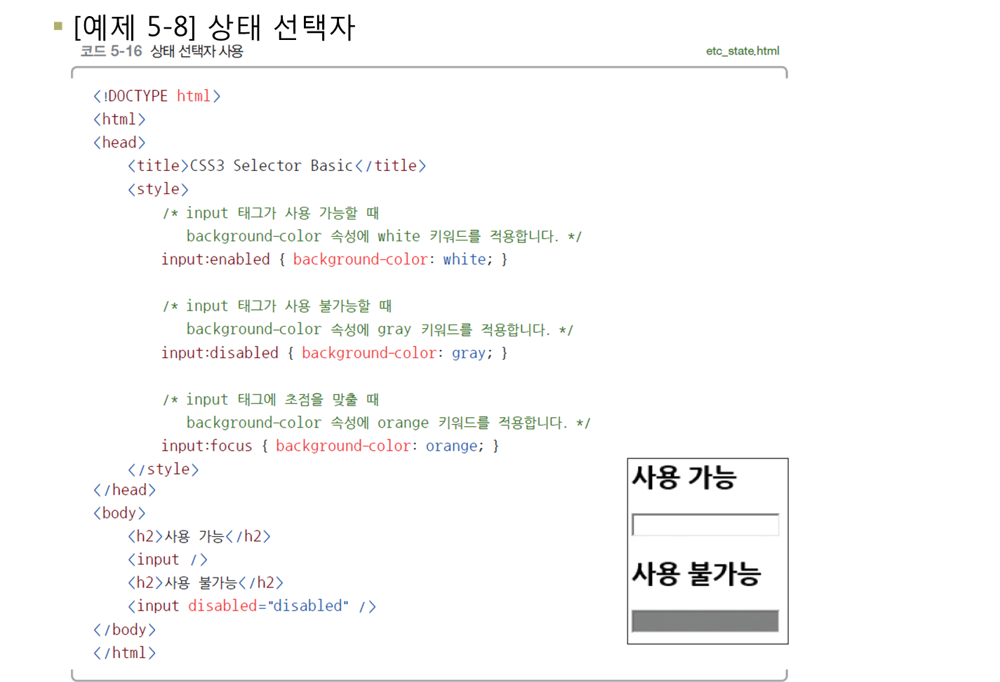 [예제 5-8] 상태 선택자
코드 5-16 상태 선택자 사용
etc_state.html
<!DOCTYPE html>
<html>
<head>
<title>CSS3 Selector Basic</title>
<style>
/* input 태그가 사용 가능할 때
background-color 속성에 white 키워드를 적용합니다. */
input:enabled { background-color: white; }
/* input 태그가 사용 불가능할 때
background-color 속성에 gray 키워드를 적용합니다. */
input:disabled { background-color: gray; }
/* input 태그에 초점을 맞출 때
background-color 속성에 orange 키워드를 적용합니다. */
input:focus { background-color: orange; }
</style>
</head>
<body>
<h2>사용 가능</h2>
<input />
<h2>사용 불가능</h2>
<input disabled="disabled" />
</body>
</html>
사용 가능
사용 불가능